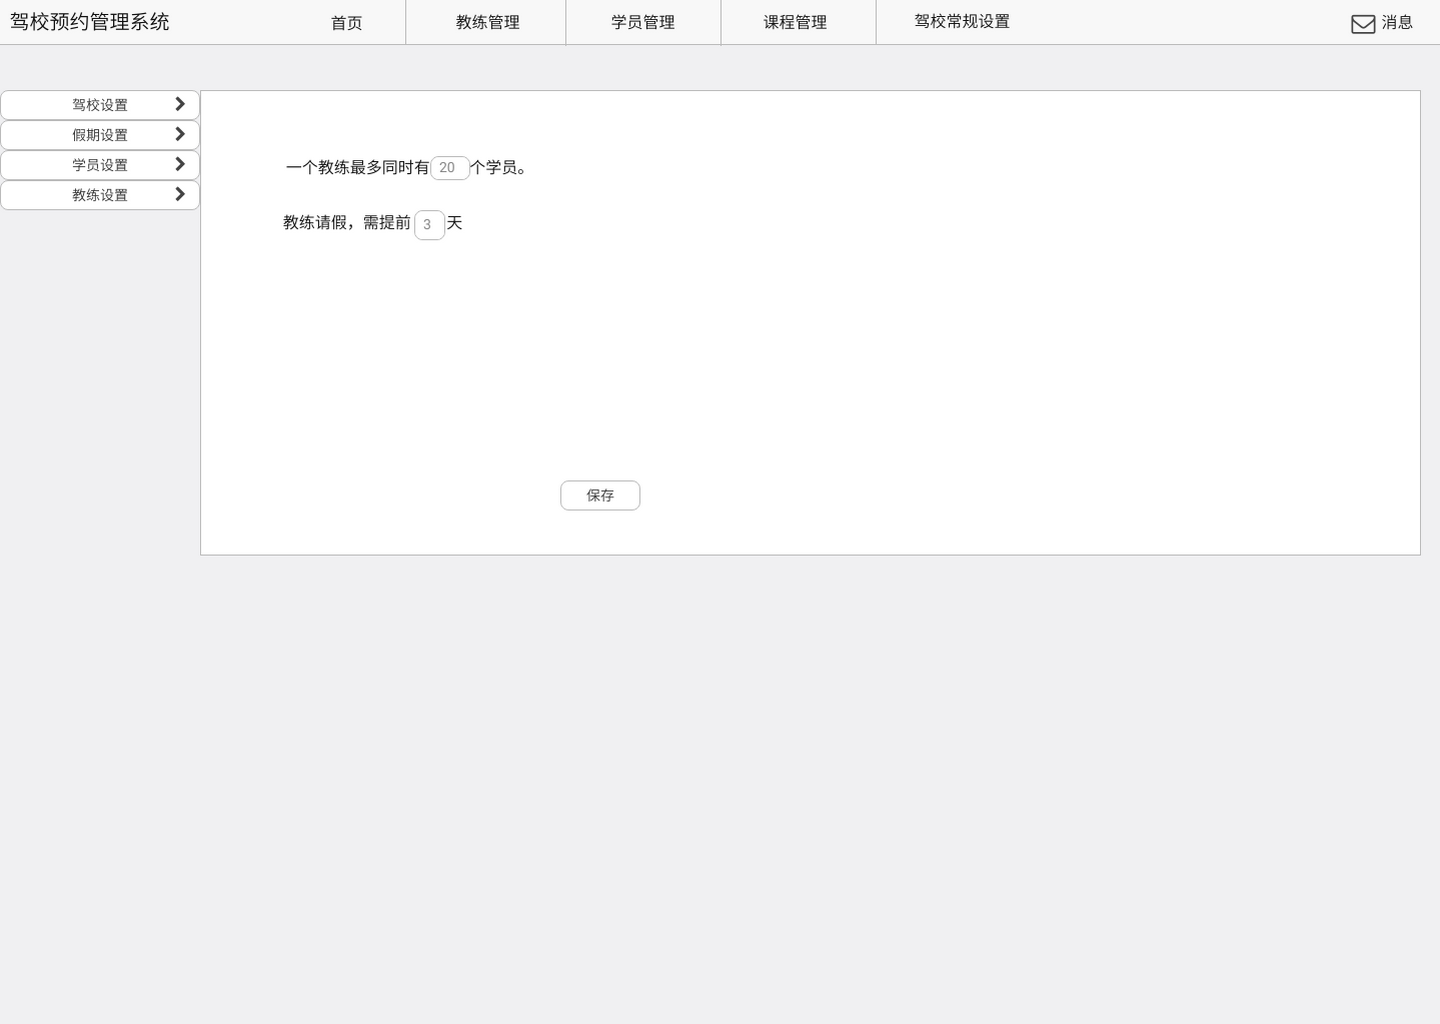 驾校预约管理系统 首页 教练管理 学员管理 课程管理 驾校常规设置 消息
驾校设置
假期设置
学员设置
教练设置
一个教练最多同时有 20 个学员。
教练请假，需提前 3 天
保存